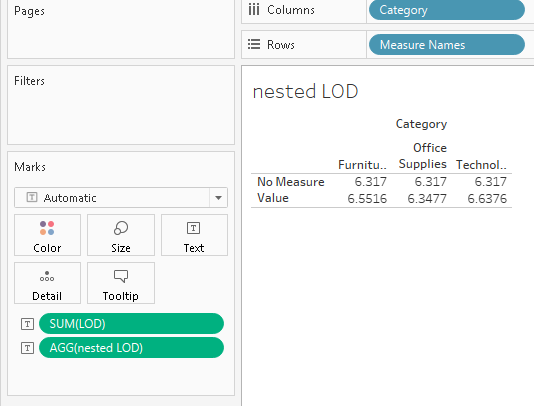 Pages
Columns
Category
Rows
Measure Names
Filters
nested LOD
Category
Furnitu..
Office
Supplies
Technol..
No Measure
Value
6.317
6.317
6.317
6.5516
6.3477
6.6376
Marks
T Automatic
Color
Size
T
Text
Detail
Tooltip
T SUM(LOD)
T AGG(nested LOD)